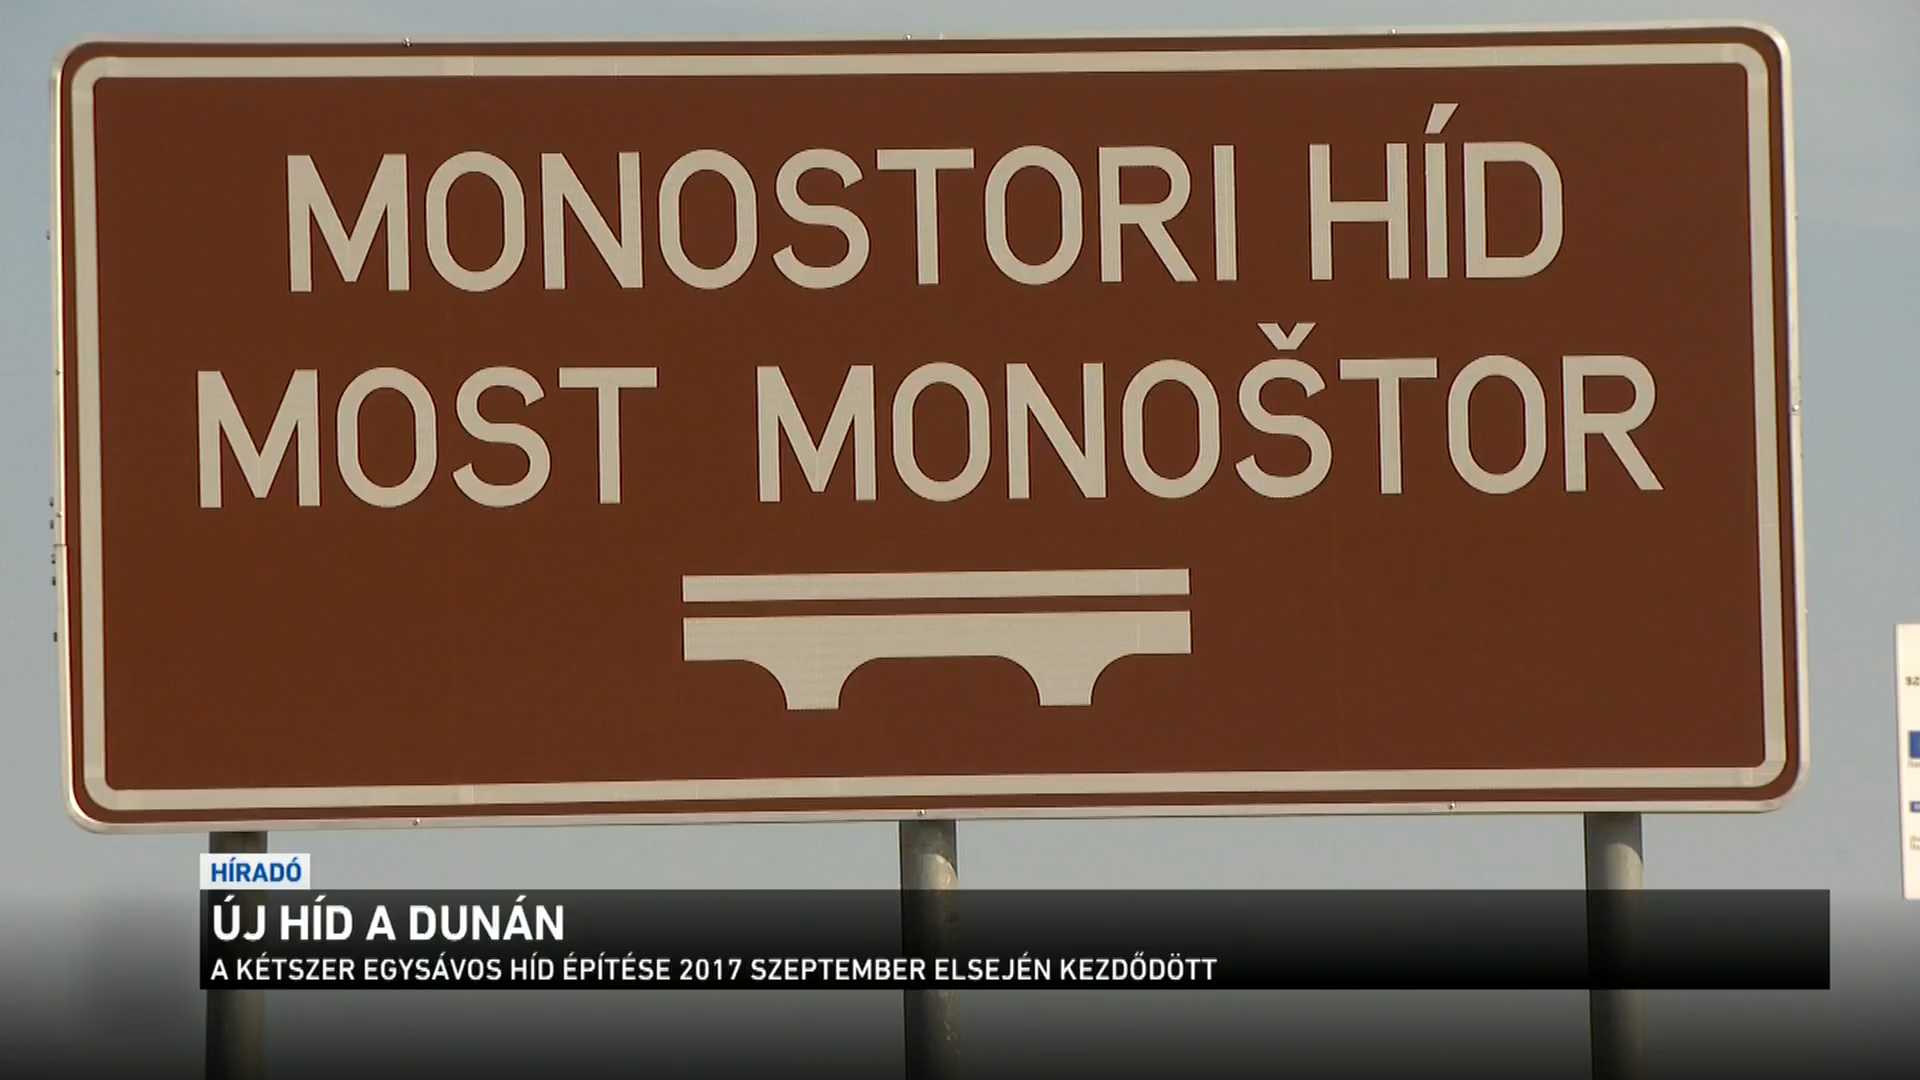 MONOSTORI HÍD
MOST MONOŠTOR
HÍRADÓ
ÚJ HÍD A DUNÁN
A KÉTSZER EGYSÁVOS HÍD ÉPÍTÉSE 2017 SZEPTEMBER ELSEJÉN KEZDŐDÖTT